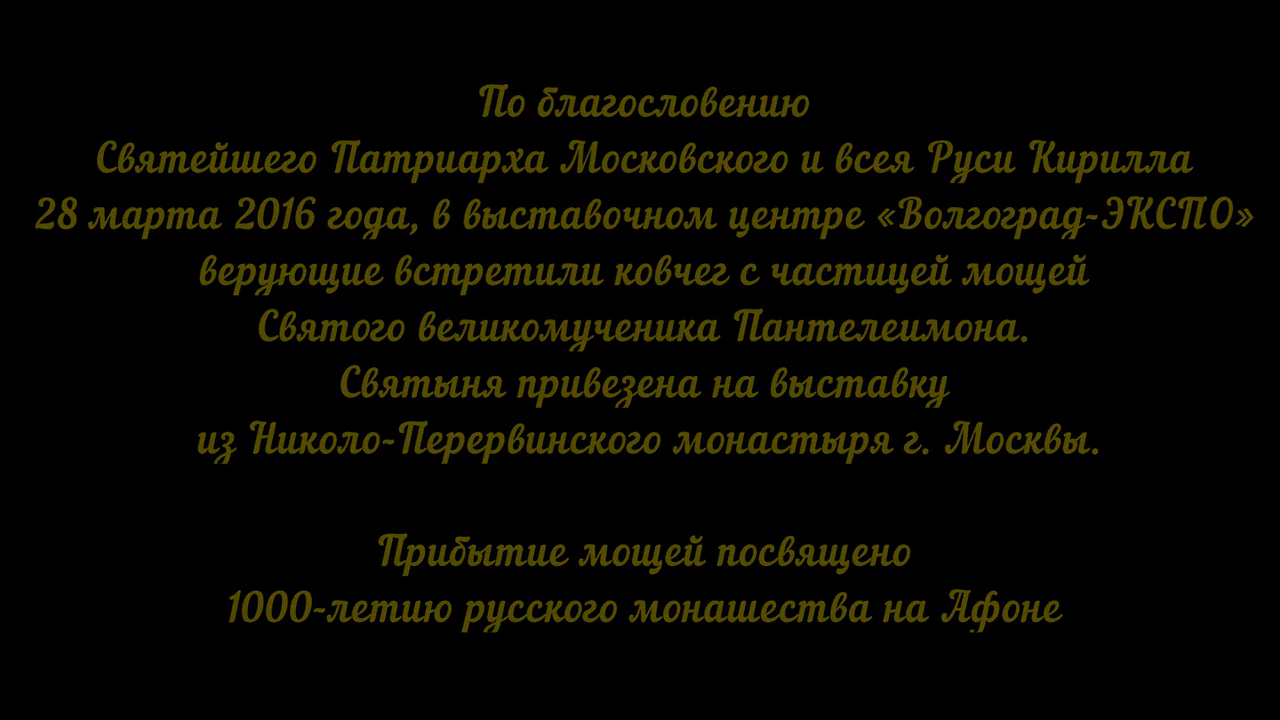 По благословению
Святейшего Патриарха Московского и всея Руси Кирилла
28 марта 2016 года, в выставочном центре «Волгоград-ЭКСПО»
верующие встретили ковчег с частицей мощей
Святого великомученика Пантелеимона.
Святыня привезена на выставку
из Николо-Перервинского монастыря г. Москвы.
Прибытие мощей посвящено
1000-летию русского монашества на Афоне